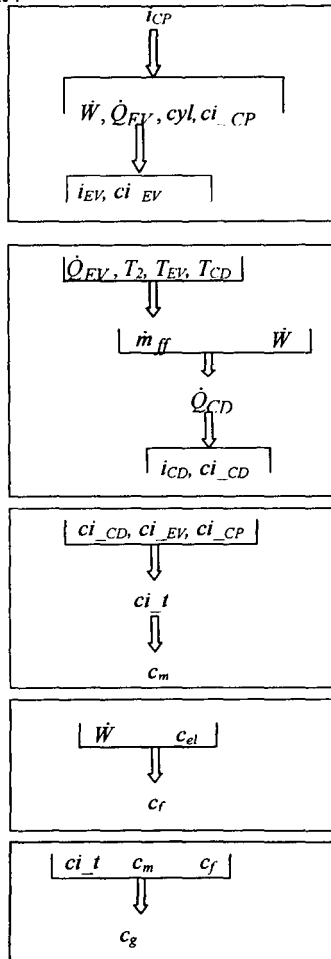 i_CP
Ẇ, Q̇_EV, cyl, ci_CP
i_EV, ci_EV
Q̇_EV, T_2, T_EV, T_CD
ṁ_ff Ẇ
Q̇_CD
i_CD, ci_CD
ci_CD, ci_EV, ci_CP
ci_t
c_m
Ẇ c_el
c_f
ci_t c_m c_f
c_g